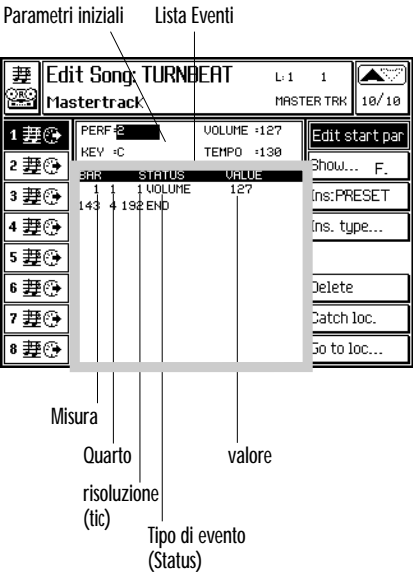 Parametri iniziali Lista Eventi
Edit Song: TURNBEAT L: 1 1
Mastertrack MASTER TRK 10/10
1 PERF:2 VOLUME :127 Edit start par
KEY :C TEMPO :130
2 Show... F.
BAR STATUS VALUE
1 1 1 VOLUME 127
3 Ins:PRESET
143 4 192 END
4 Ins. type...
5
6 Delete
7 Catch loc.
8 Go to loc...
Misura
Quarto valore
risoluzione
(tic)
Tipo di evento
(Status)